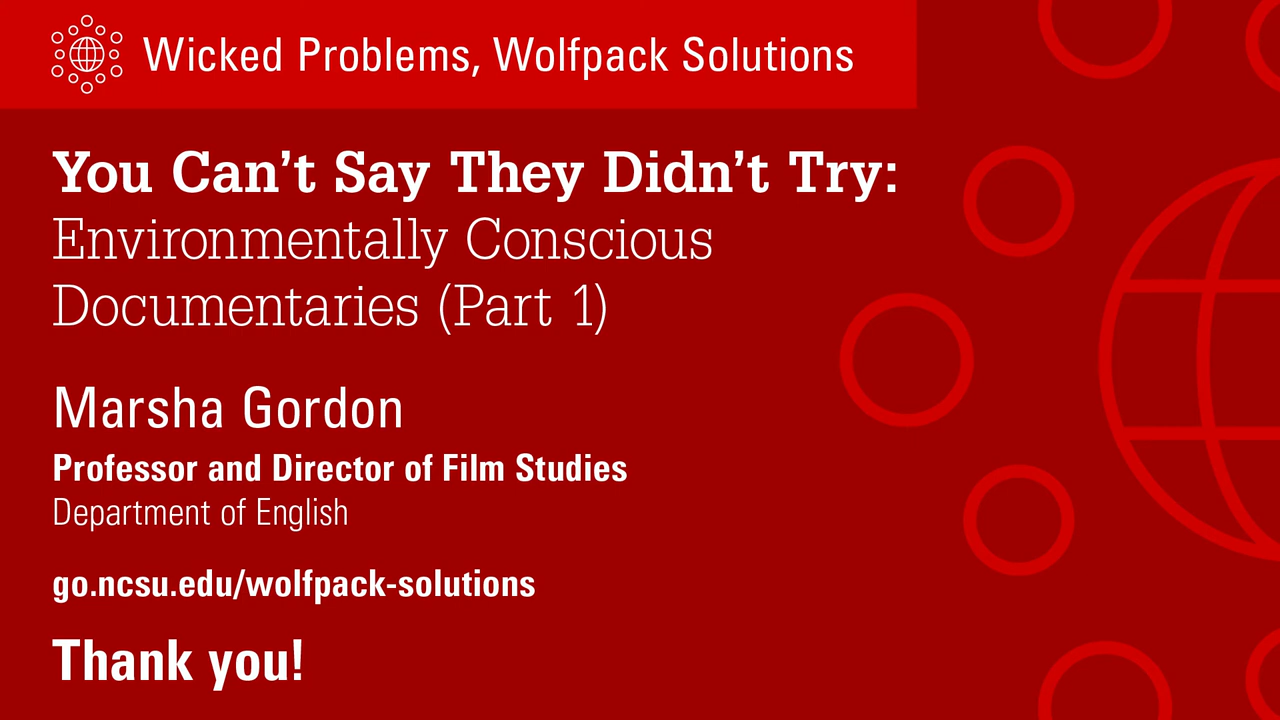 Wicked Problems, Wolfpack Solutions
You Can’t Say They Didn’t Try:
Environmentally Conscious
Documentaries (Part 1)
Marsha Gordon
Professor and Director of Film Studies
Department of English
go.ncsu.edu/wolfpack-solutions
Thank you!